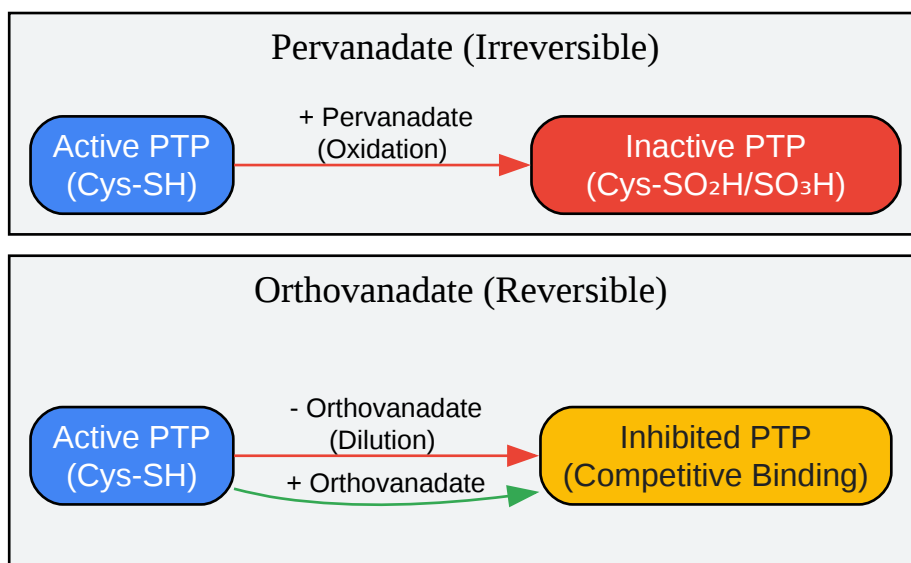 Pervanadate (Irreversible)
Active PTP
(Cys-SH)
+ Pervanadate
(Oxidation)
Inactive PTP
(Cys-SO₂H/SO₃H)
Orthovanadate (Reversible)
Active PTP
(Cys-SH)
- Orthovanadate
(Dilution)
+ Orthovanadate
Inhibited PTP
(Competitive Binding)